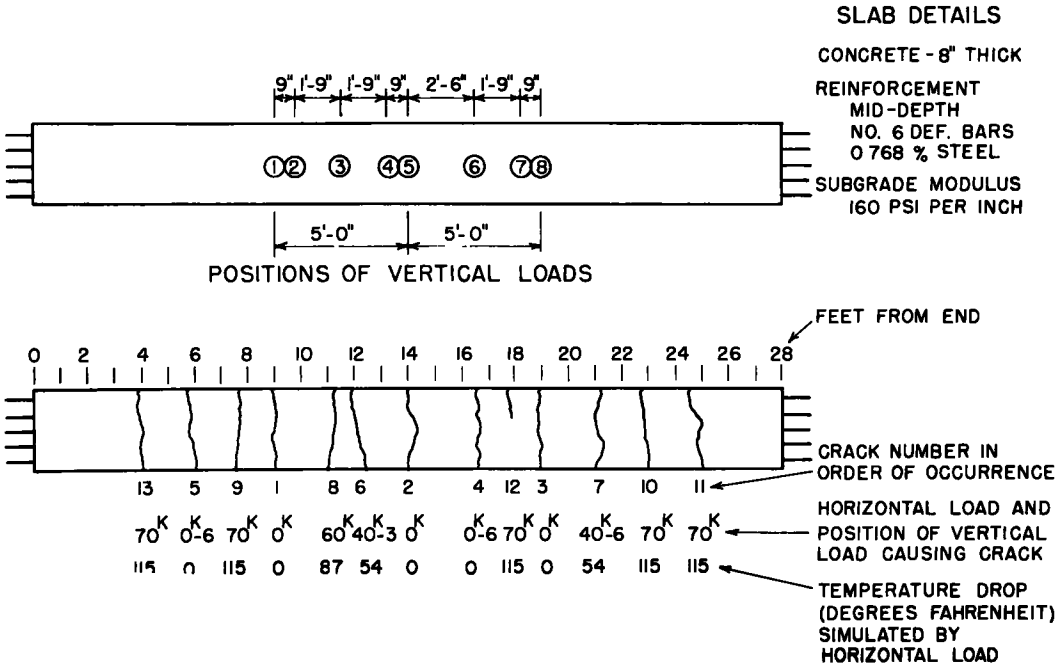 SLAB DETAILS
CONCRETE - 8" THICK
REINFORCEMENT
MID-DEPTH
NO. 6 DEF. BARS
0 768 % STEEL
SUBGRADE MODULUS
160 PSI PER INCH
9" 1'-9" 1'-9" 9" 2'-6" 1'-9" 9"
1 2 3 4 5 6 7 8
5'-0" 5'-0"
POSITIONS OF VERTICAL LOADS
FEET FROM END
0 2 4 6 8 10 12 14 16 18 20 22 24 26 28
13 5 9 1 8 6 2 4 12 3 7 10 11
CRACK NUMBER IN
ORDER OF OCCURRENCE
70K 0K-6 70K 0K 60K 40K-3 0K 0K-6 70K 0K 40K-6 70K 70K
HORIZONTAL LOAD AND
POSITION OF VERTICAL
LOAD CAUSING CRACK
115 0 115 0 87 54 0 0 115 0 54 115 115
TEMPERATURE DROP
(DEGREES FAHRENHEIT)
SIMULATED BY
HORIZONTAL LOAD